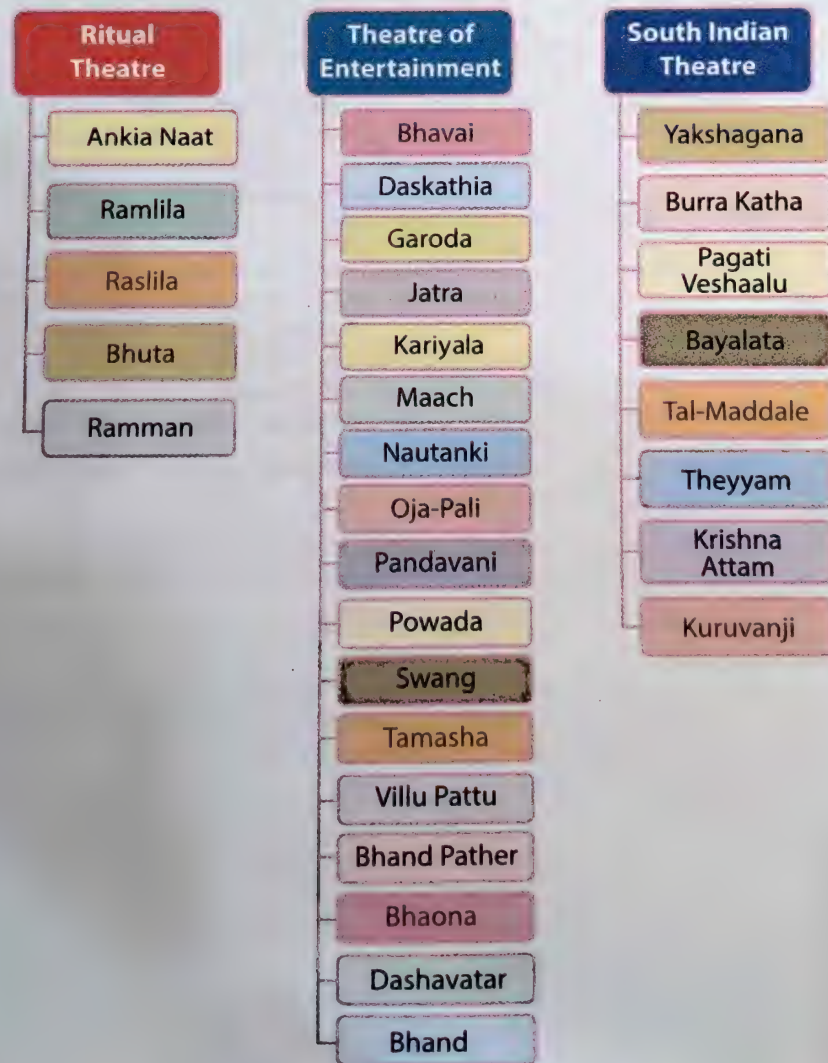 Ritual
Theatre
Ankia Naat
Ramlila
Raslila
Bhuta
Ramman
Theatre of
Entertainment
Bhavai
Daskathia
Garoda
Jatra
Kariyala
Maach
Nautanki
Oja-Pali
Pandavani
Powada
Swang
Tamasha
Villu Pattu
Bhand Pather
Bhaona
Dashavatar
Bhand
South Indian
Theatre
Yakshagana
Burra Katha
Pagati
Veshaalu
Bayalata
Tal-Maddale
Theyyam
Krishna
Attam
Kuruvanji